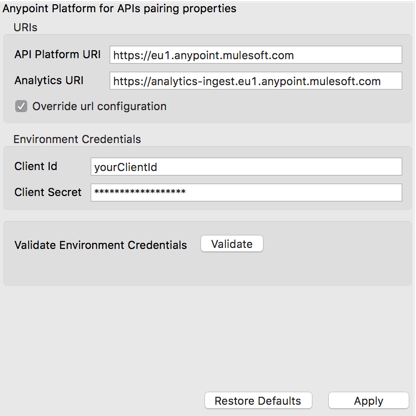 Anypoint Platform for APIs pairing properties
URIs
API Platform URI https://eu1.anypoint.mulesoft.com
Analytics URI https://analytics-ingest.eu1.anypoint.mulesoft.com
Override url configuration
Environment Credentials
Client Id yourClientId
Client Secret ******************
Validate Environment Credentials Validate
Restore Defaults Apply